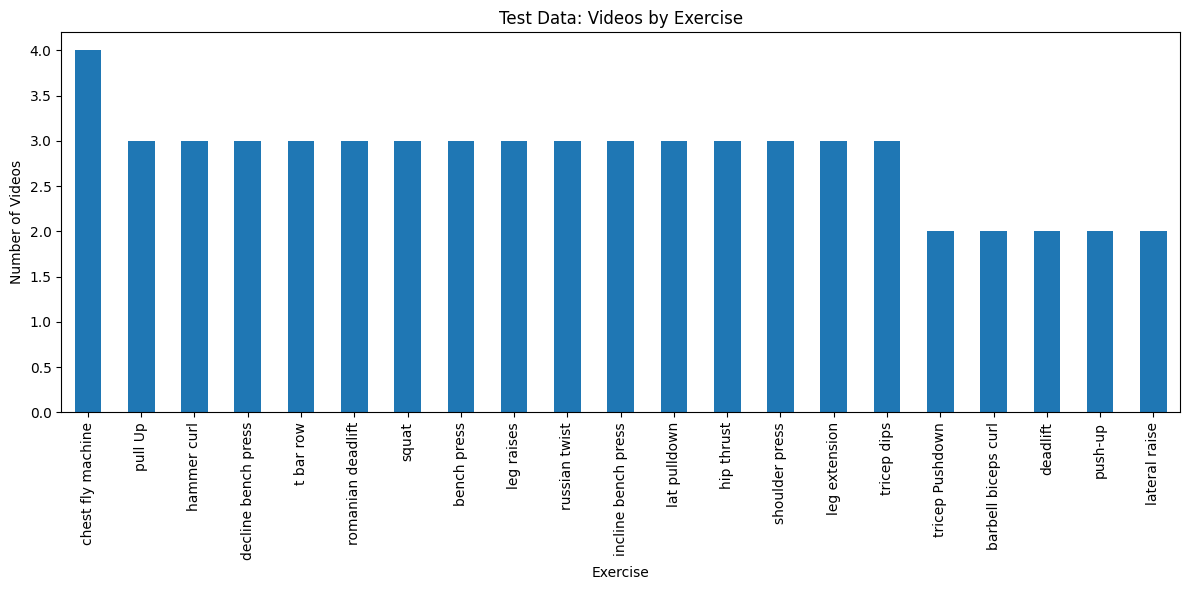 Test Data: Videos by Exercise
Number of Videos
4.0
3.5
3.0
2.5
2.0
1.5
1.0
0.5
0.0
chest fly machine
pull Up
hammer curl
decline bench press
t bar row
romanian deadlift
squat
bench press
leg raises
russian twist
incline bench press
lat pulldown
hip thrust
shoulder press
leg extension
tricep dips
tricep Pushdown
barbell biceps curl
deadlift
push-up
lateral raise
Exercise